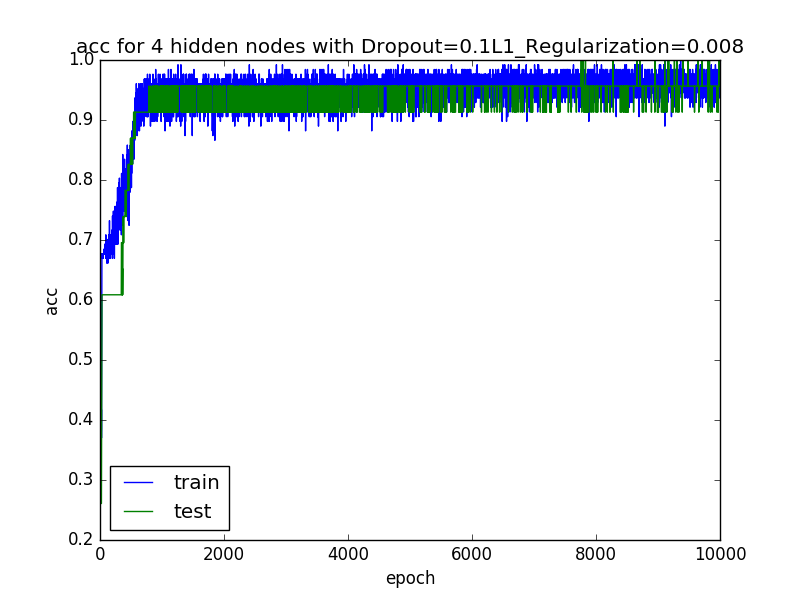 acc for 4 hidden nodes with Dropout=0.1L1_Regularization=0.008
1.0
0.9
0.8
0.7
0.6
0.5
0.4
0.3
0.2
acc
train
test
0 2000 4000 6000 8000 10000
epoch